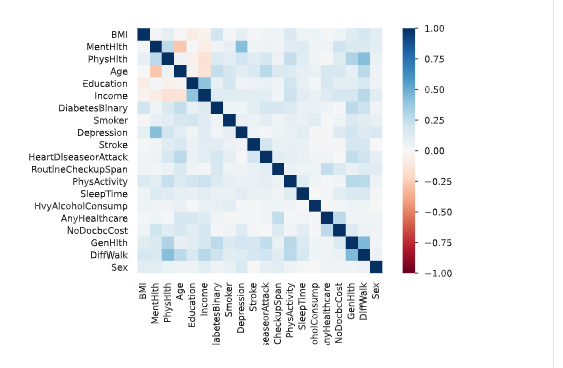 BMI
MentHlth
PhysHlth
Age
Education
Income
DiabetesBinary
Smoker
Depression
Stroke
HeartDiseaseorAttack
RoutineCheckupSpan
PhysActivity
SleepTime
HvyAlcoholConsump
AnyHealthcare
NoDocbcCost
GenHlth
DiffWalk
Sex
1.00
0.75
0.50
0.25
0.00
−0.25
−0.50
−0.75
−1.00
BMI
MentHlth
PhysHlth
Age
Education
Income
iabetesBinary
Smoker
Depression
Stroke
seaseorAttack
CheckupSpan
PhysActivity
SleepTime
oholConsump
nyHealthcare
NoDocbcCost
GenHlth
DiffWalk
Sex